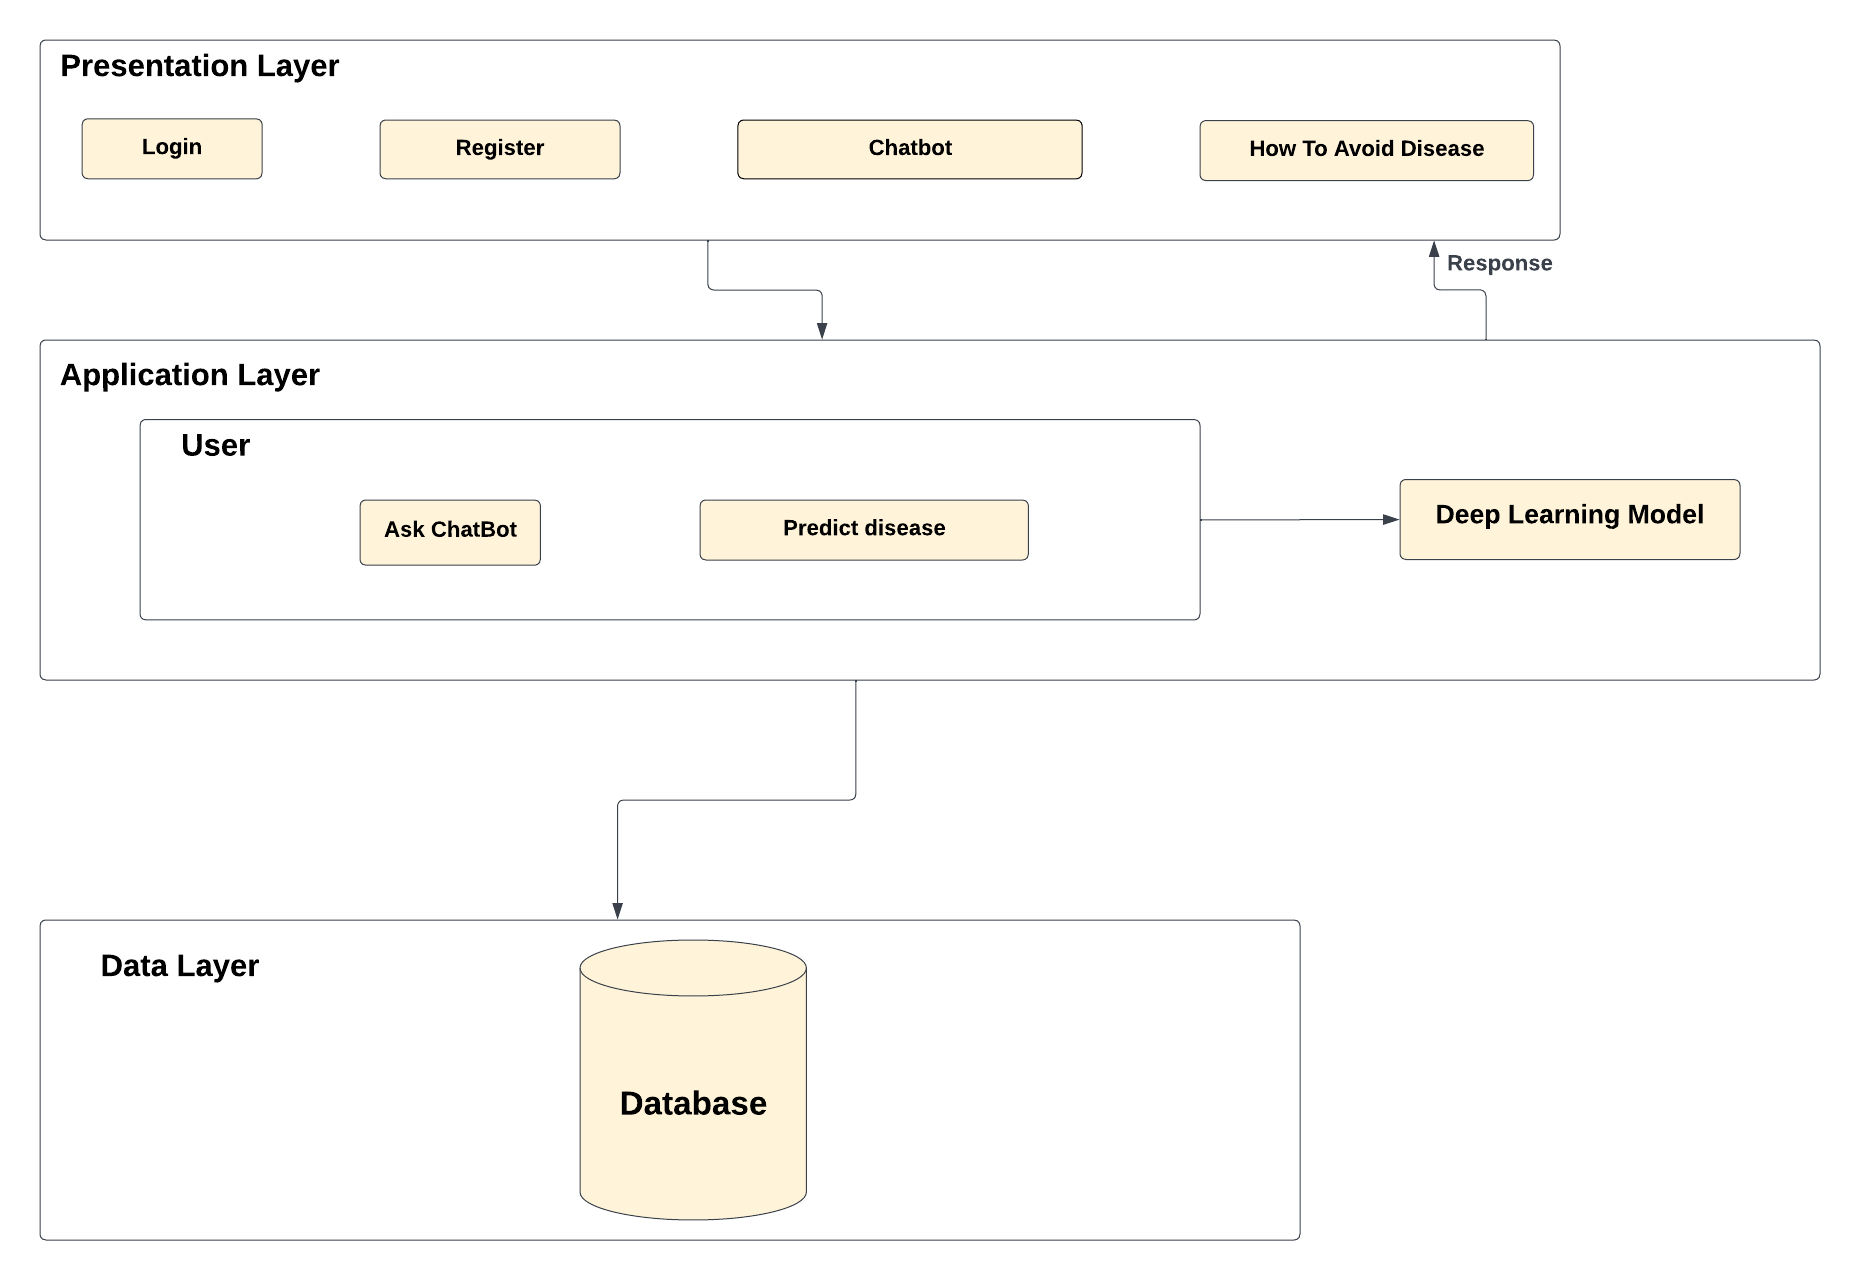 Presentation Layer
Login
Register
Chatbot
How To Avoid Disease
Response
Application Layer
User
Ask ChatBot
Predict disease
Deep Learning Model
Data Layer
Database